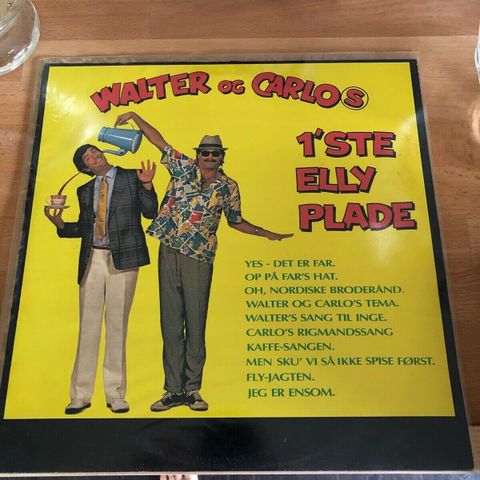 WALTER OG CARLOS
1'STE
ELLY
PLADE
YES - DET ER FAR.
OP PÅ FAR'S HAT.
OH, NORDISKE BRODERÅND.
WALTER OG CARLO'S TEMA.
WALTER'S SANG TIL INGE.
CARLO'S RIGMANDSSANG
KAFFE-SANGEN.
MEN SKU' VI SÅ IKKE SPISE FØRST.
FLY-JAGTEN.
JEG ER ENSOM.